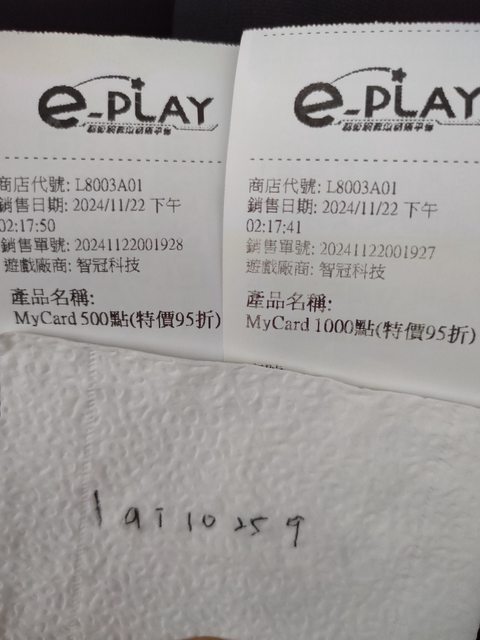 e-PLAY
商店代號: L8003A01
銷售日期: 2024/11/22 下午
02:17:50
銷售單號: 20241122001928
遊戲廠商: 智冠科技
產品名稱:
MyCard 500點(特價95折)
e-PLAY
商店代號: L8003A01
銷售日期: 2024/11/22 下午
02:17:41
銷售單號: 20241122001927
遊戲廠商: 智冠科技
產品名稱:
MyCard 1000點(特價95折)
lai10259